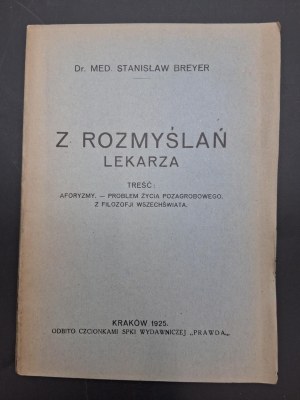 Dr. MED. STANISŁAW BREYER
Z ROZMYŚLAŃ
LEKARZA
TREŚĆ:
AFORYZMY. — PROBLEM ŻYCIA POZAGROBOWEGO.
Z FILOZOFJI WSZECHŚWIATA.
KRAKÓW 1925.
ODBITO CZCIONKAMI SPKI WYDAWNICZEJ „PRAWDA„